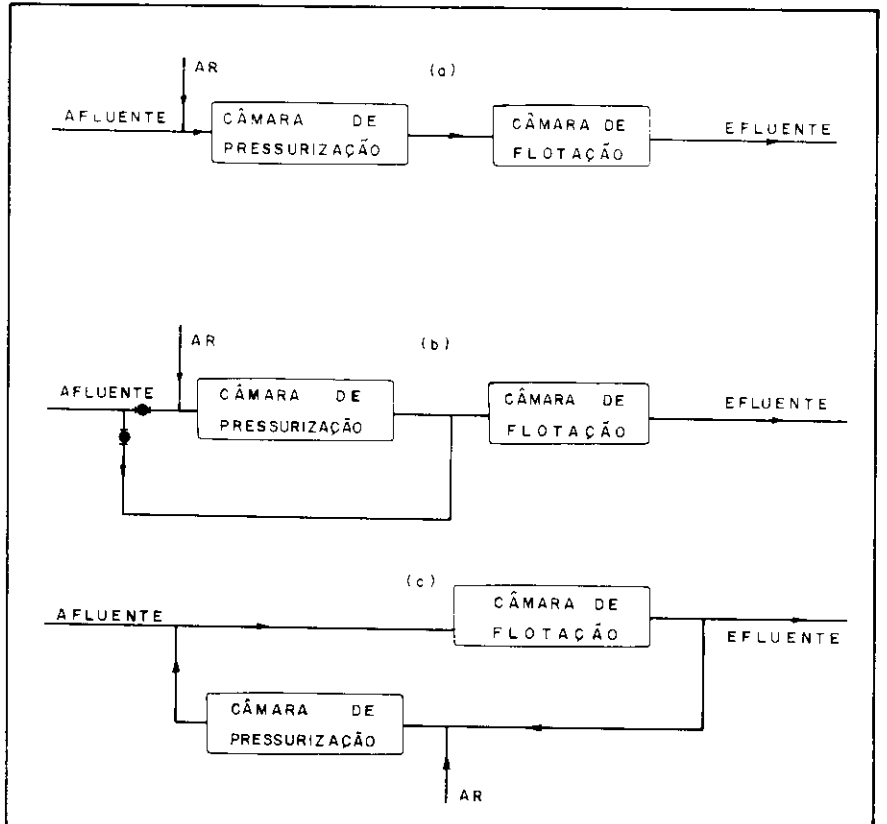 AR
(a)
AFLUENTE
CÂMARA DE
PRESSURIZAÇÃO
CÂMARA DE
FLOTAÇÃO
EFLUENTE
AR
(b)
AFLUENTE
CÂMARA DE
PRESSURIZAÇÃO
CÂMARA DE
FLOTAÇÃO
EFLUENTE
(c)
AFLUENTE
CÂMARA DE
FLOTAÇÃO
EFLUENTE
CÂMARA DE
PRESSURIZAÇÃO
AR